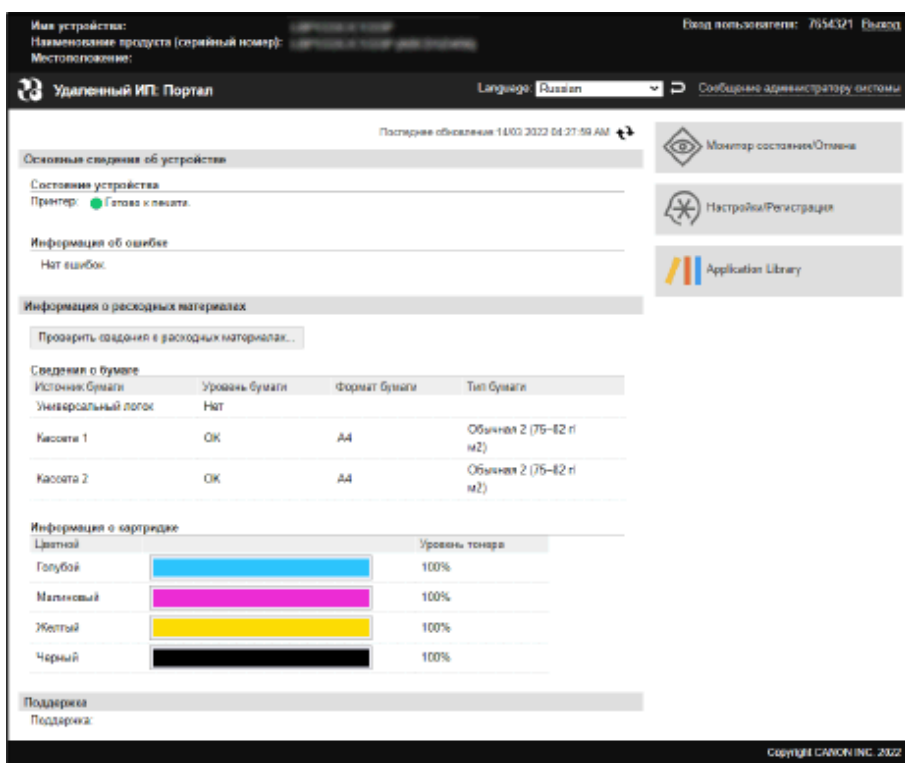 Имя устройства:
Наименование продукта (серийный номер):
Местоположение:
Вход пользователя: 7654321 Выход
Удаленный ИП: Портал
Language: Russian
Сообщение администратору системы
Последнее обновление 14/03 2022 04:27:59 AM
Основные сведения об устройстве
Состояние устройства
Принтер: Готово к печати.
Информация об ошибке
Нет ошибок.
Информация о расходных материалах
Проверить сведения о расходных материалах...
Сведения о бумаге
Источник бумаги Уровень бумаги Формат бумаги Тип бумаги
Универсальный лоток Нет
Кассета 1 OK A4 Обычная 2 (75–82 г/
м2)
Кассета 2 OK A4 Обычная 2 (75–82 г/
м2)
Информация о картридже
Цветной Уровень тонера
Голубой 100%
Малиновый 100%
Желтый 100%
Черный 100%
Поддержка
Поддержка:
Монитор состояния/Отмена
Настройки/Регистрация
Application Library
Copyright CANON INC. 2022